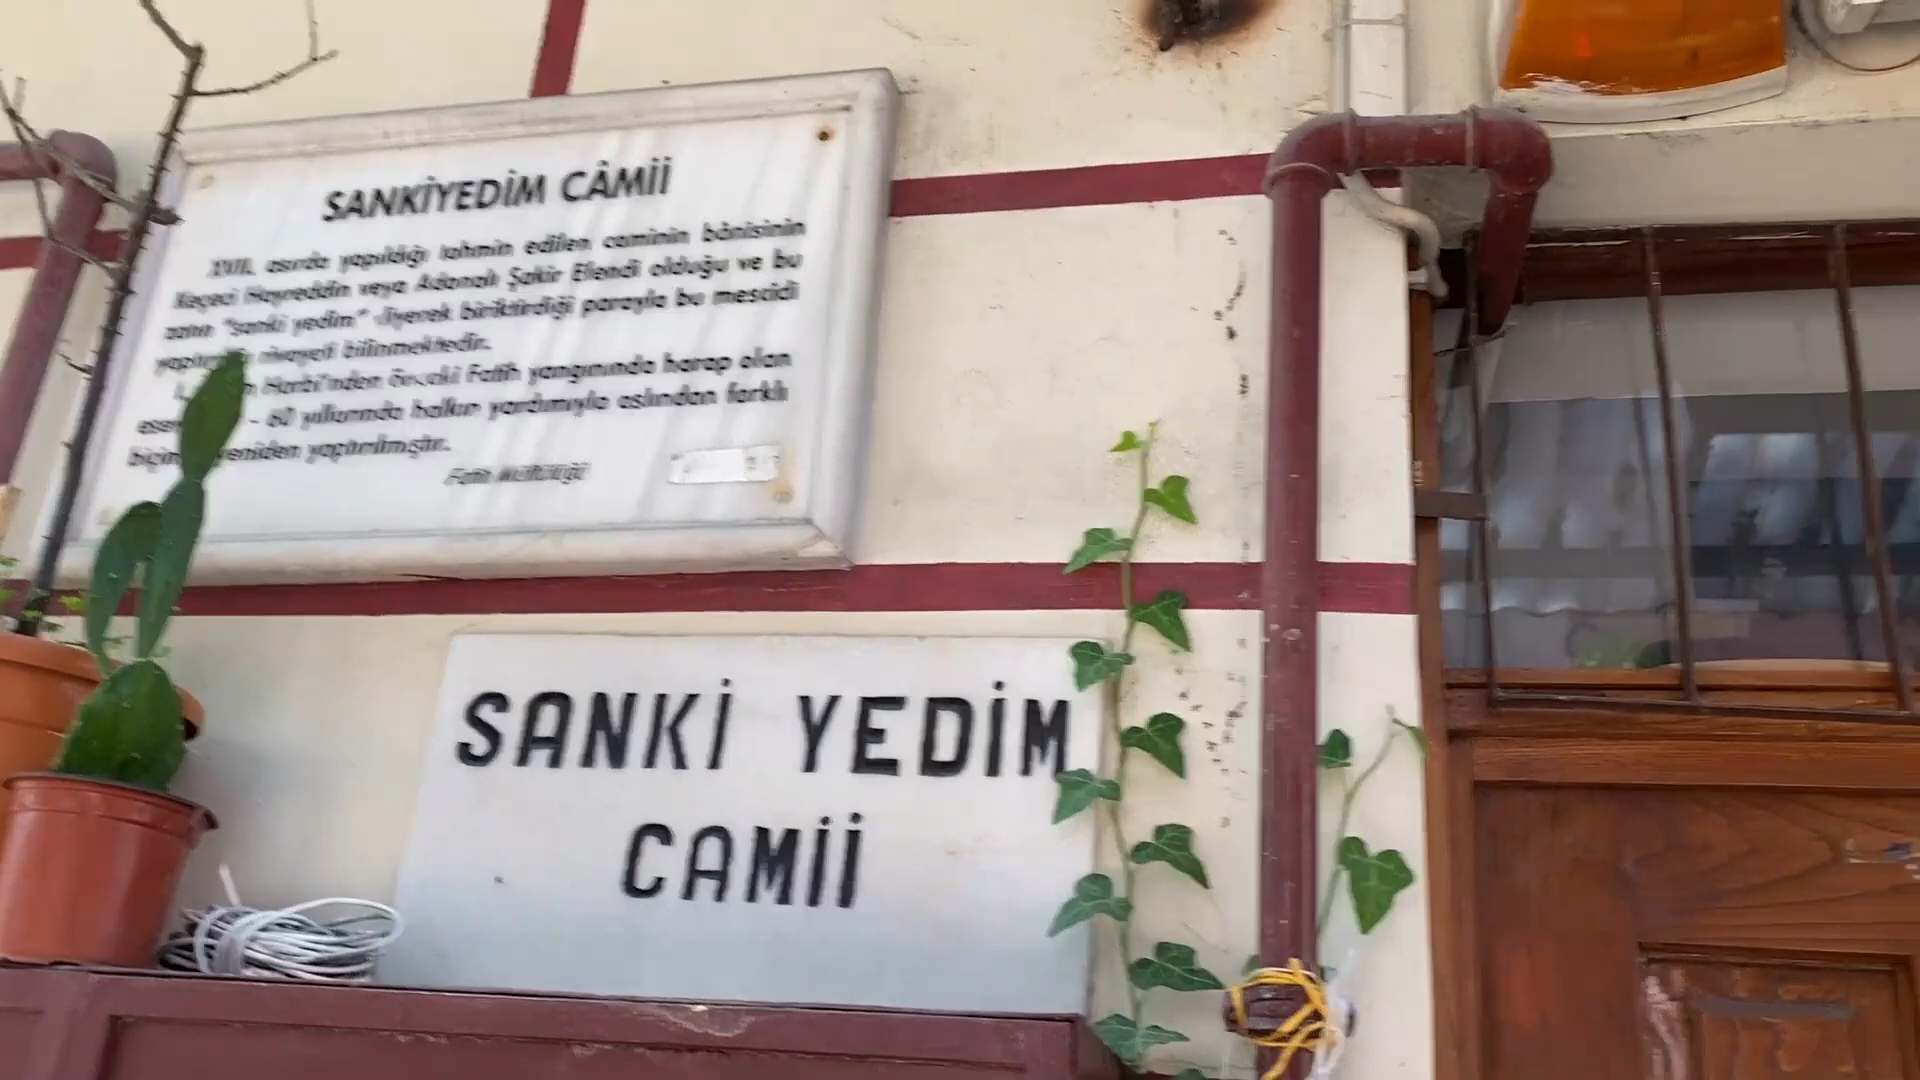 SANKİYEDİM CÂMİİ
XVII. asırda yapıldığı tahmin edilen caminin bânisinin
Keçeci Hayreddin veya Adanalı Şakir Efendi olduğu ve bu
zatın "sanki yedim" diyerek biriktirdiği parayla bu mescidi
rivayeti bilinmektedir.
Harbi'nden önceki Fatih yangınında harap olan
- 60 yıllarında halkın yardımıyla aslından farklı
yeniden yaptırılmıştır.
Fatih Müftülüğü
SANKİ YEDİM
CAMİİ